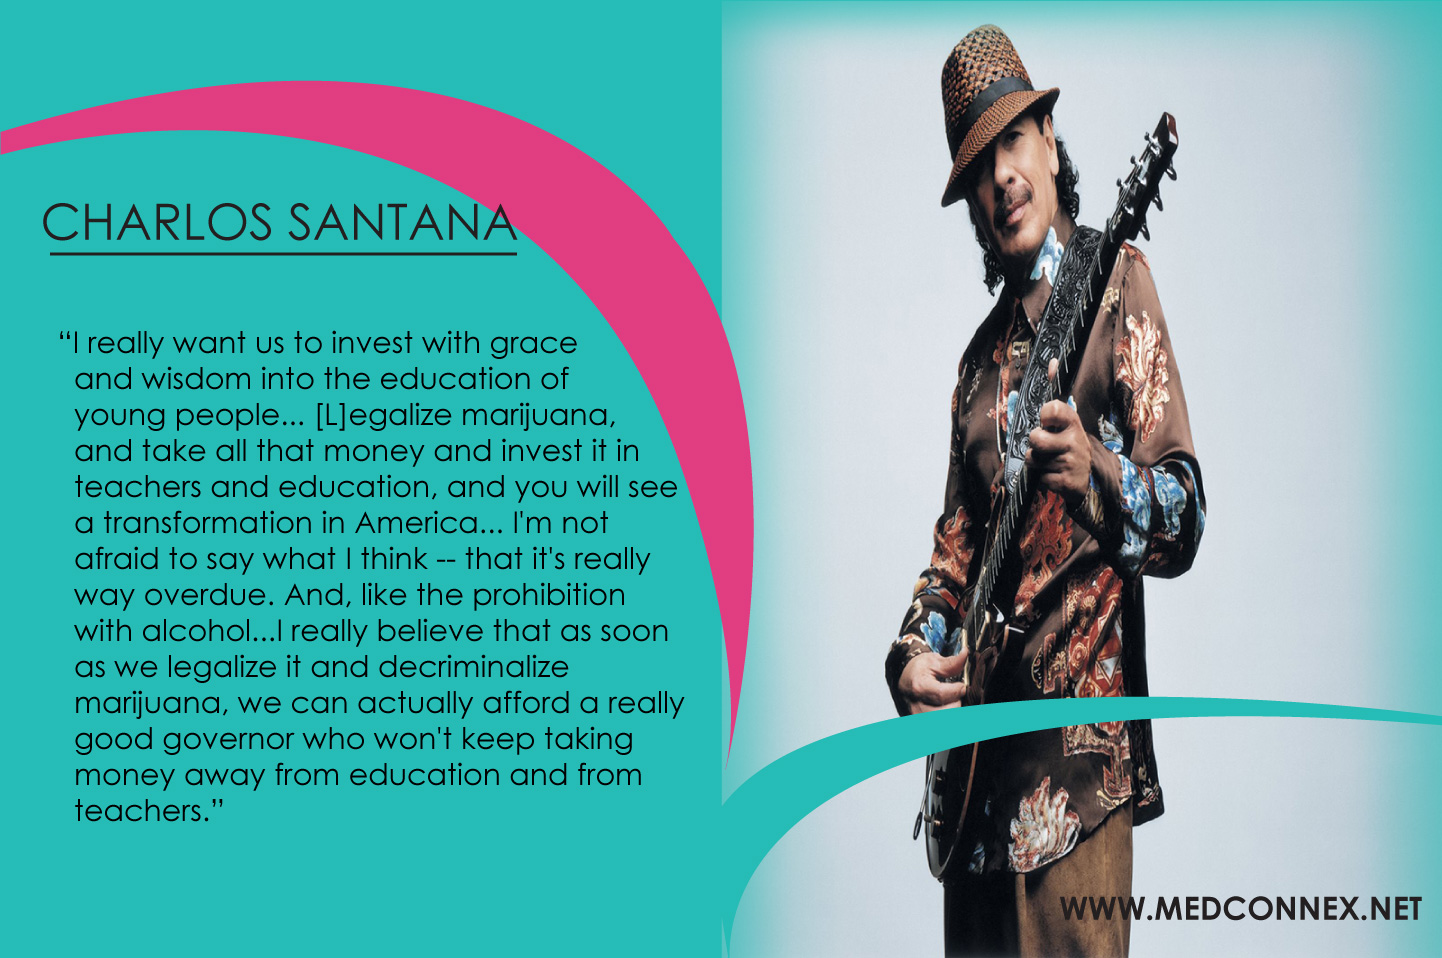 CHARLOS SANTANA
“I really want us to invest with grace
and wisdom into the education of
young people... [L]egalize marijuana,
and take all that money and invest it in
teachers and education, and you will see
a transformation in America... I'm not
afraid to say what I think -- that it's really
way overdue. And, like the prohibition
with alcohol...I really believe that as soon
as we legalize it and decriminalize
marijuana, we can actually afford a really
good governor who won't keep taking
money away from education and from
teachers.”
WWW.MEDCONNEX.NET